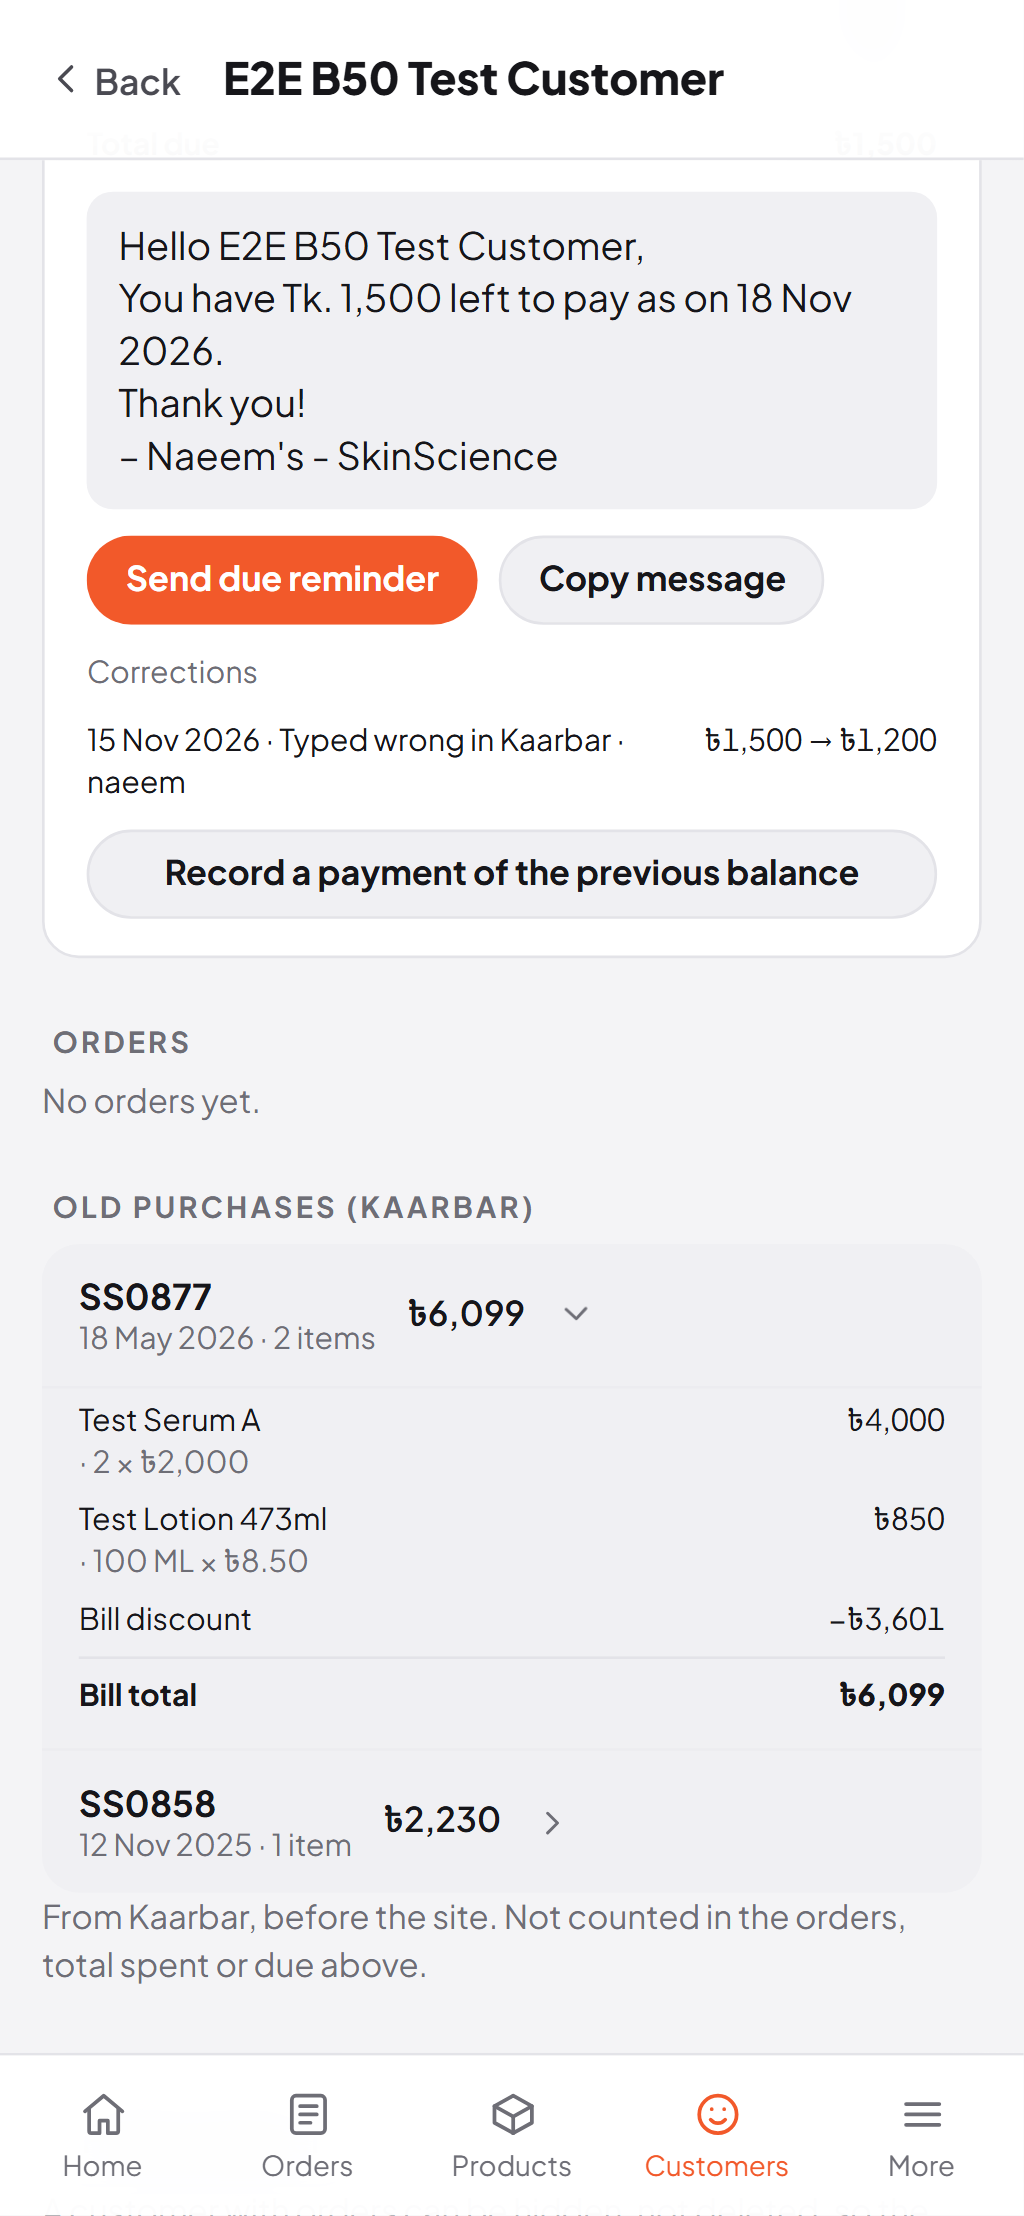 Back E2E B50 Test Customer
Total due ৳1,500
Hello E2E B50 Test Customer,
You have Tk. 1,500 left to pay as on 18 Nov
2026.
Thank you!
– Naeem's – SkinScience
Send due reminder Copy message
Corrections
15 Nov 2026 · Typed wrong in Kaarbar · ৳1,500 → ৳1,200
naeem
Record a payment of the previous balance
ORDERS
No orders yet.
OLD PURCHASES (KAARBAR)
SS0877 ৳6,099
18 May 2026 · 2 items
Test Serum A ৳4,000
· 2 × ৳2,000
Test Lotion 473ml ৳850
· 100 ML × ৳8.50
Bill discount –৳3,601
Bill total ৳6,099
SS0858 ৳2,230
12 Nov 2025 · 1 item
From Kaarbar, before the site. Not counted in the orders,
total spent or due above.
Home Orders Products Customers More